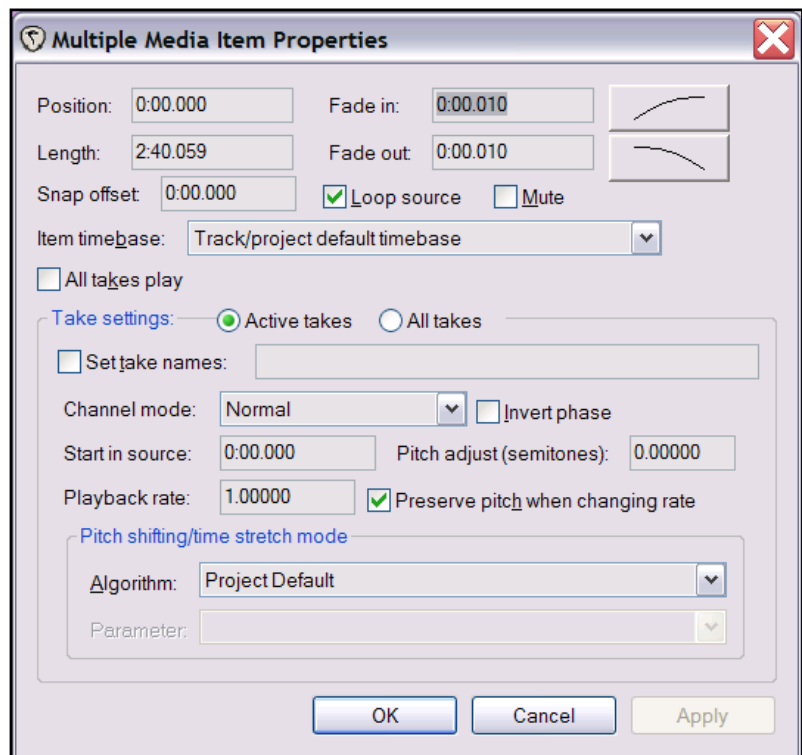 Multiple Media Item Properties
Position: 0:00.000 Fade in: 0:00.010
Length: 2:40.059 Fade out: 0:00.010
Snap offset: 0:00.000 Loop source Mute
Item timebase: Track/project default timebase
All takes play
Take settings: Active takes All takes
Set take names:
Channel mode: Normal Invert phase
Start in source: 0:00.000 Pitch adjust (semitones): 0.00000
Playback rate: 1.00000 Preserve pitch when changing rate
Pitch shifting/time stretch mode
Algorithm: Project Default
Parameter:
OK Cancel Apply